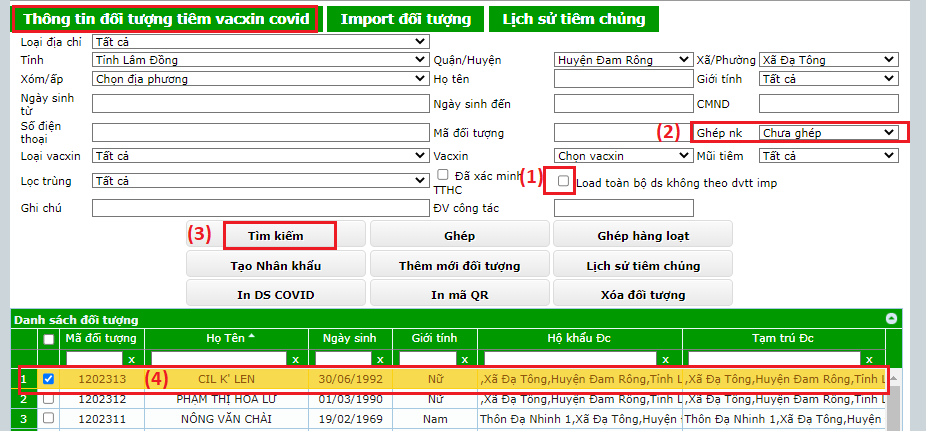 Thông tin đối tượng tiêm vacxin covid Import đối tượng Lịch sử tiêm chủng
Loại địa chỉ Tất cả
Tỉnh Tỉnh Lâm Đồng Quận/Huyện Huyện Đam Rông Xã/Phường Xã Đạ Tông
Xóm/ấp Chọn địa phương Họ tên Giới tính Tất cả
Ngày sinh từ Ngày sinh đến CMND
Số điện thoại Mã đối tượng (2) Ghép nk Chưa ghép
Loại vacxin Tất cả Vacxin Chọn vacxin Mũi tiêm Tất cả
Lọc trùng Tất cả Đã xác minh TTHC (1) Load toàn bộ ds không theo dvtt imp
Ghi chú ĐV công tác
(3) Tìm kiếm Ghép Ghép hàng loạt
Tạo Nhân khẩu Thêm mới đối tượng Lịch sử tiêm chủng
In DS COVID In mã QR Xóa đối tượng
Danh sách đối tượng
Mã đối tượng Họ Tên Ngày sinh Giới tính Hộ khẩu Đc Tạm trú Đc
x x x x x x
1 1202313 (4) CIL K' LEN 30/06/1992 Nữ ,Xã Đạ Tông,Huyện Đam Rông,Tỉnh L ,Xã Đạ Tông,Huyện Đam Rông,Tỉnh L
2 1202312 PHẠM THỊ HOA LƯ 01/03/1990 Nữ ,Xã Đạ Tông,Huyện Đam Rông,Tỉnh L ,Xã Đạ Tông,Huyện Đam Rông,Tỉnh L
3 1202311 NÔNG VĂN CHÀI 19/02/1969 Nam Thôn Đạ Nhinh 1,Xã Đạ Tông,Huyện Thôn Đạ Nhinh 1,Xã Đạ Tông,Huyện